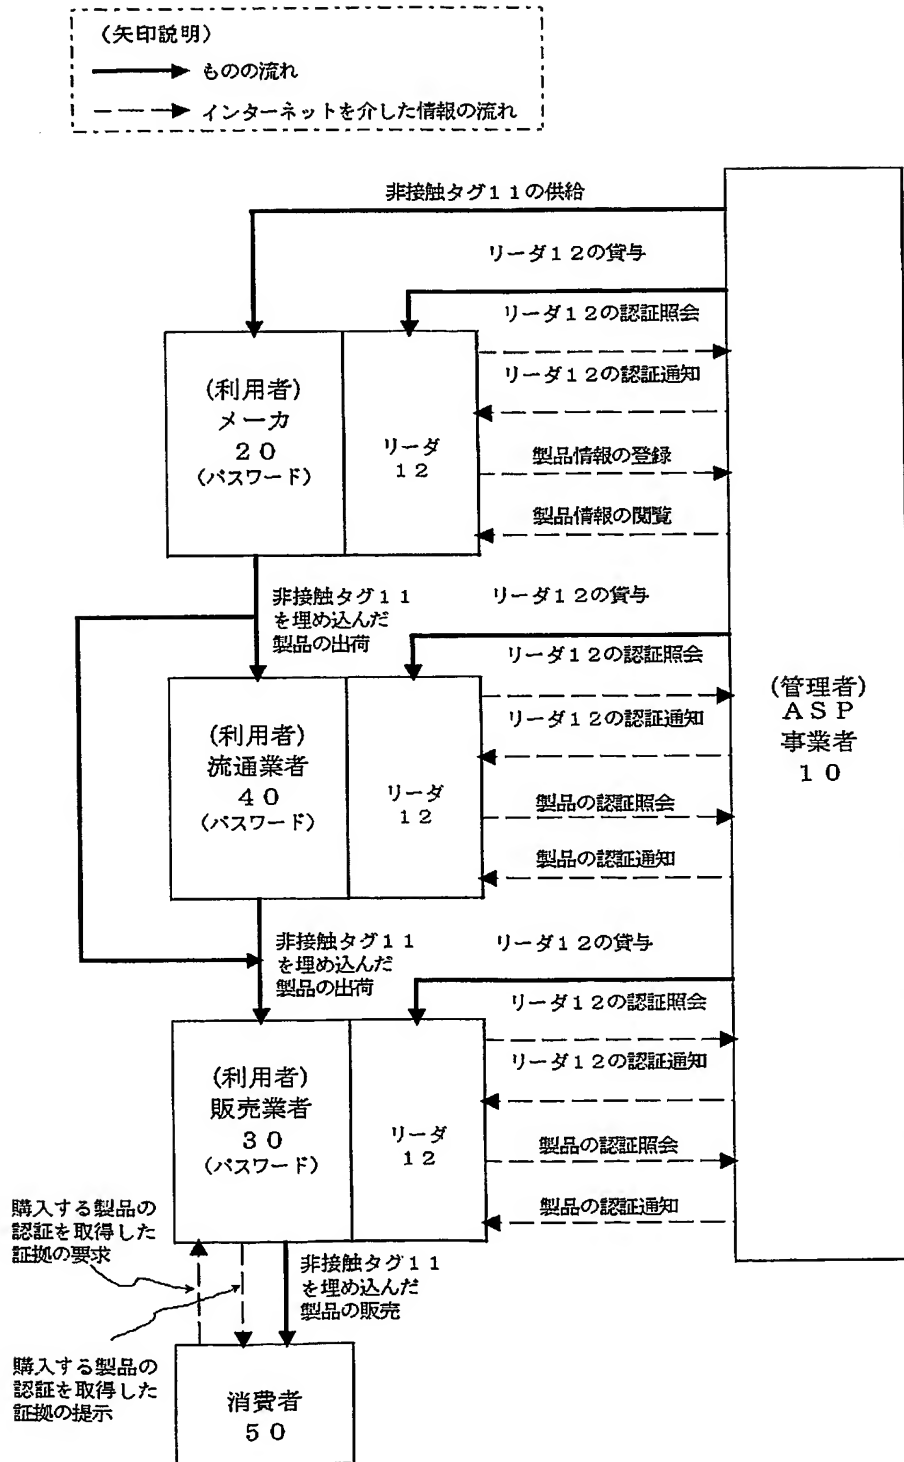 (矢印説明)
ものの流れ
インターネットを介した情報の流れ
非接触タグ11の供給
リーダ12の貸与
リーダ12の認証照会
リーダ12の認証通知
製品情報の登録
製品情報の閲覧
(利用者)
メーカ
20
(パスワード)
リーダ
12
非接触タグ11
を埋め込んだ
製品の出荷
リーダ12の貸与
リーダ12の認証照会
リーダ12の認証通知
製品の認証照会
製品の認証通知
(利用者)
流通業者
40
(パスワード)
リーダ
12
(管理者)
ASP
事業者
10
非接触タグ11
を埋め込んだ
製品の出荷
リーダ12の貸与
リーダ12の認証照会
リーダ12の認証通知
製品の認証照会
製品の認証通知
(利用者)
販売業者
30
(パスワード)
リーダ
12
購入する製品の
認証を取得した
証拠の要求
非接触タグ11
を埋め込んだ
製品の販売
購入する製品の
認証を取得した
証拠の提示
消費者
50